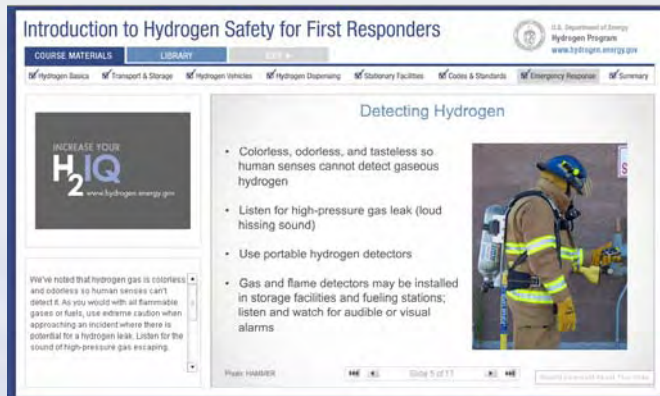 Introduction to Hydrogen Safety for First Responders
U.S. Department of Energy
Hydrogen Program
www.hydrogen.energy.gov
COURSE MATERIALS
LIBRARY
Hydrogen Basics
Transport & Storage
Hydrogen Vehicles
Hydrogen Dispensing
Stationary Facilities
Codes & Standards
Emergency Response
Summary
INCREASE YOUR
H2IQ
www.hydrogen.energy.gov
Detecting Hydrogen
• Colorless, odorless, and tasteless so
human senses cannot detect gaseous
hydrogen
• Listen for high-pressure gas leak (loud
hissing sound)
• Use portable hydrogen detectors
• Gas and flame detectors may be installed
in storage facilities and fueling stations;
listen and watch for audible or visual
alarms
We've noted that hydrogen gas is colorless
and odorless so human senses can't
detect it. As you would with all flammable
gases or fuels, use extreme caution when
approaching an incident where there is
potential for a hydrogen leak. Listen for the
sound of high-pressure gas escaping.
Photo: HAMMER
Slide 5 of 11